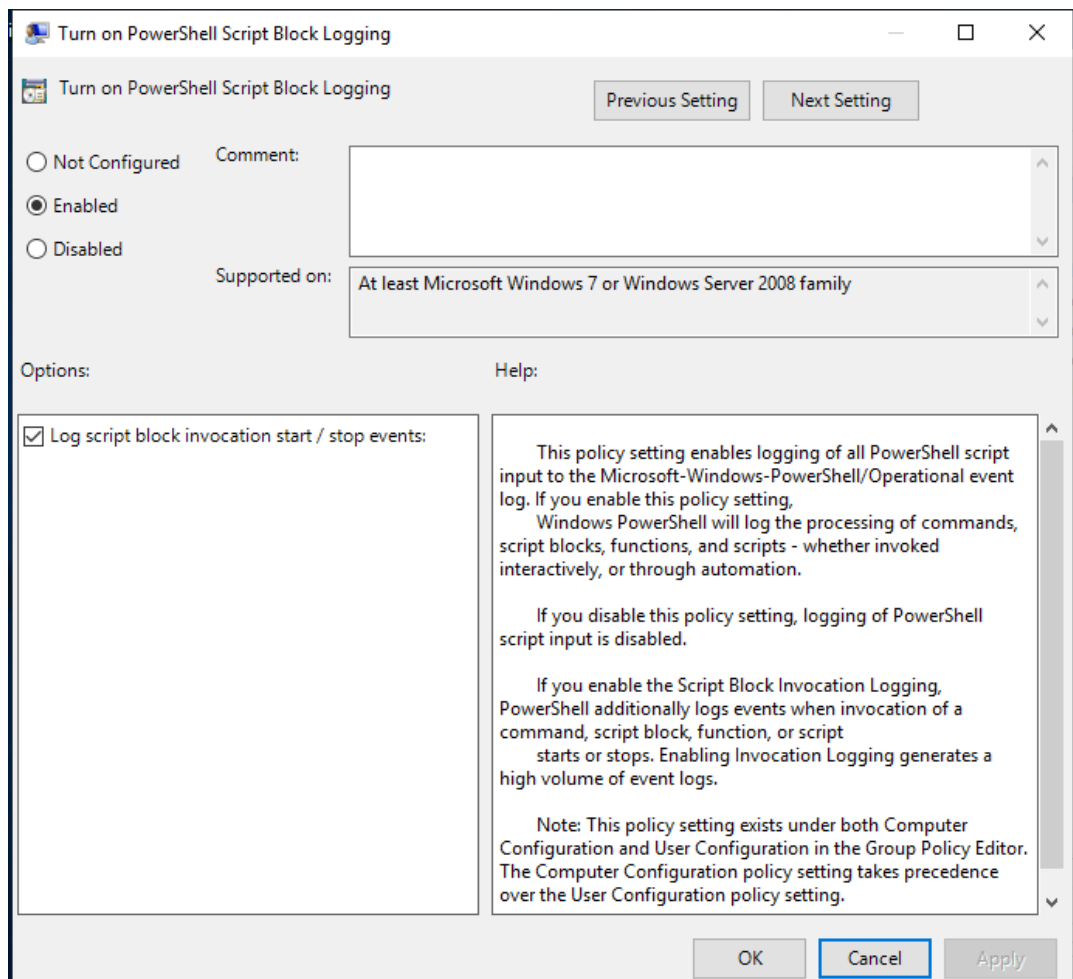 Turn on PowerShell Script Block Logging
Turn on PowerShell Script Block Logging
Previous Setting
Next Setting
Not Configured
Comment:
Enabled
Disabled
Supported on:
At least Microsoft Windows 7 or Windows Server 2008 family
Options:
Help:
Log script block invocation start / stop events:
This policy setting enables logging of all PowerShell script
input to the Microsoft-Windows-PowerShell/Operational event
log. If you enable this policy setting,
Windows PowerShell will log the processing of commands,
script blocks, functions, and scripts - whether invoked
interactively, or through automation.
If you disable this policy setting, logging of PowerShell
script input is disabled.
If you enable the Script Block Invocation Logging,
PowerShell additionally logs events when invocation of a
command, script block, function, or script
starts or stops. Enabling Invocation Logging generates a
high volume of event logs.
Note: This policy setting exists under both Computer
Configuration and User Configuration in the Group Policy Editor.
The Computer Configuration policy setting takes precedence
over the User Configuration policy setting.
OK
Cancel
Apply